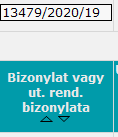 13479/2020/19
Bizonylat vagy
ut. rend.
bizonylata